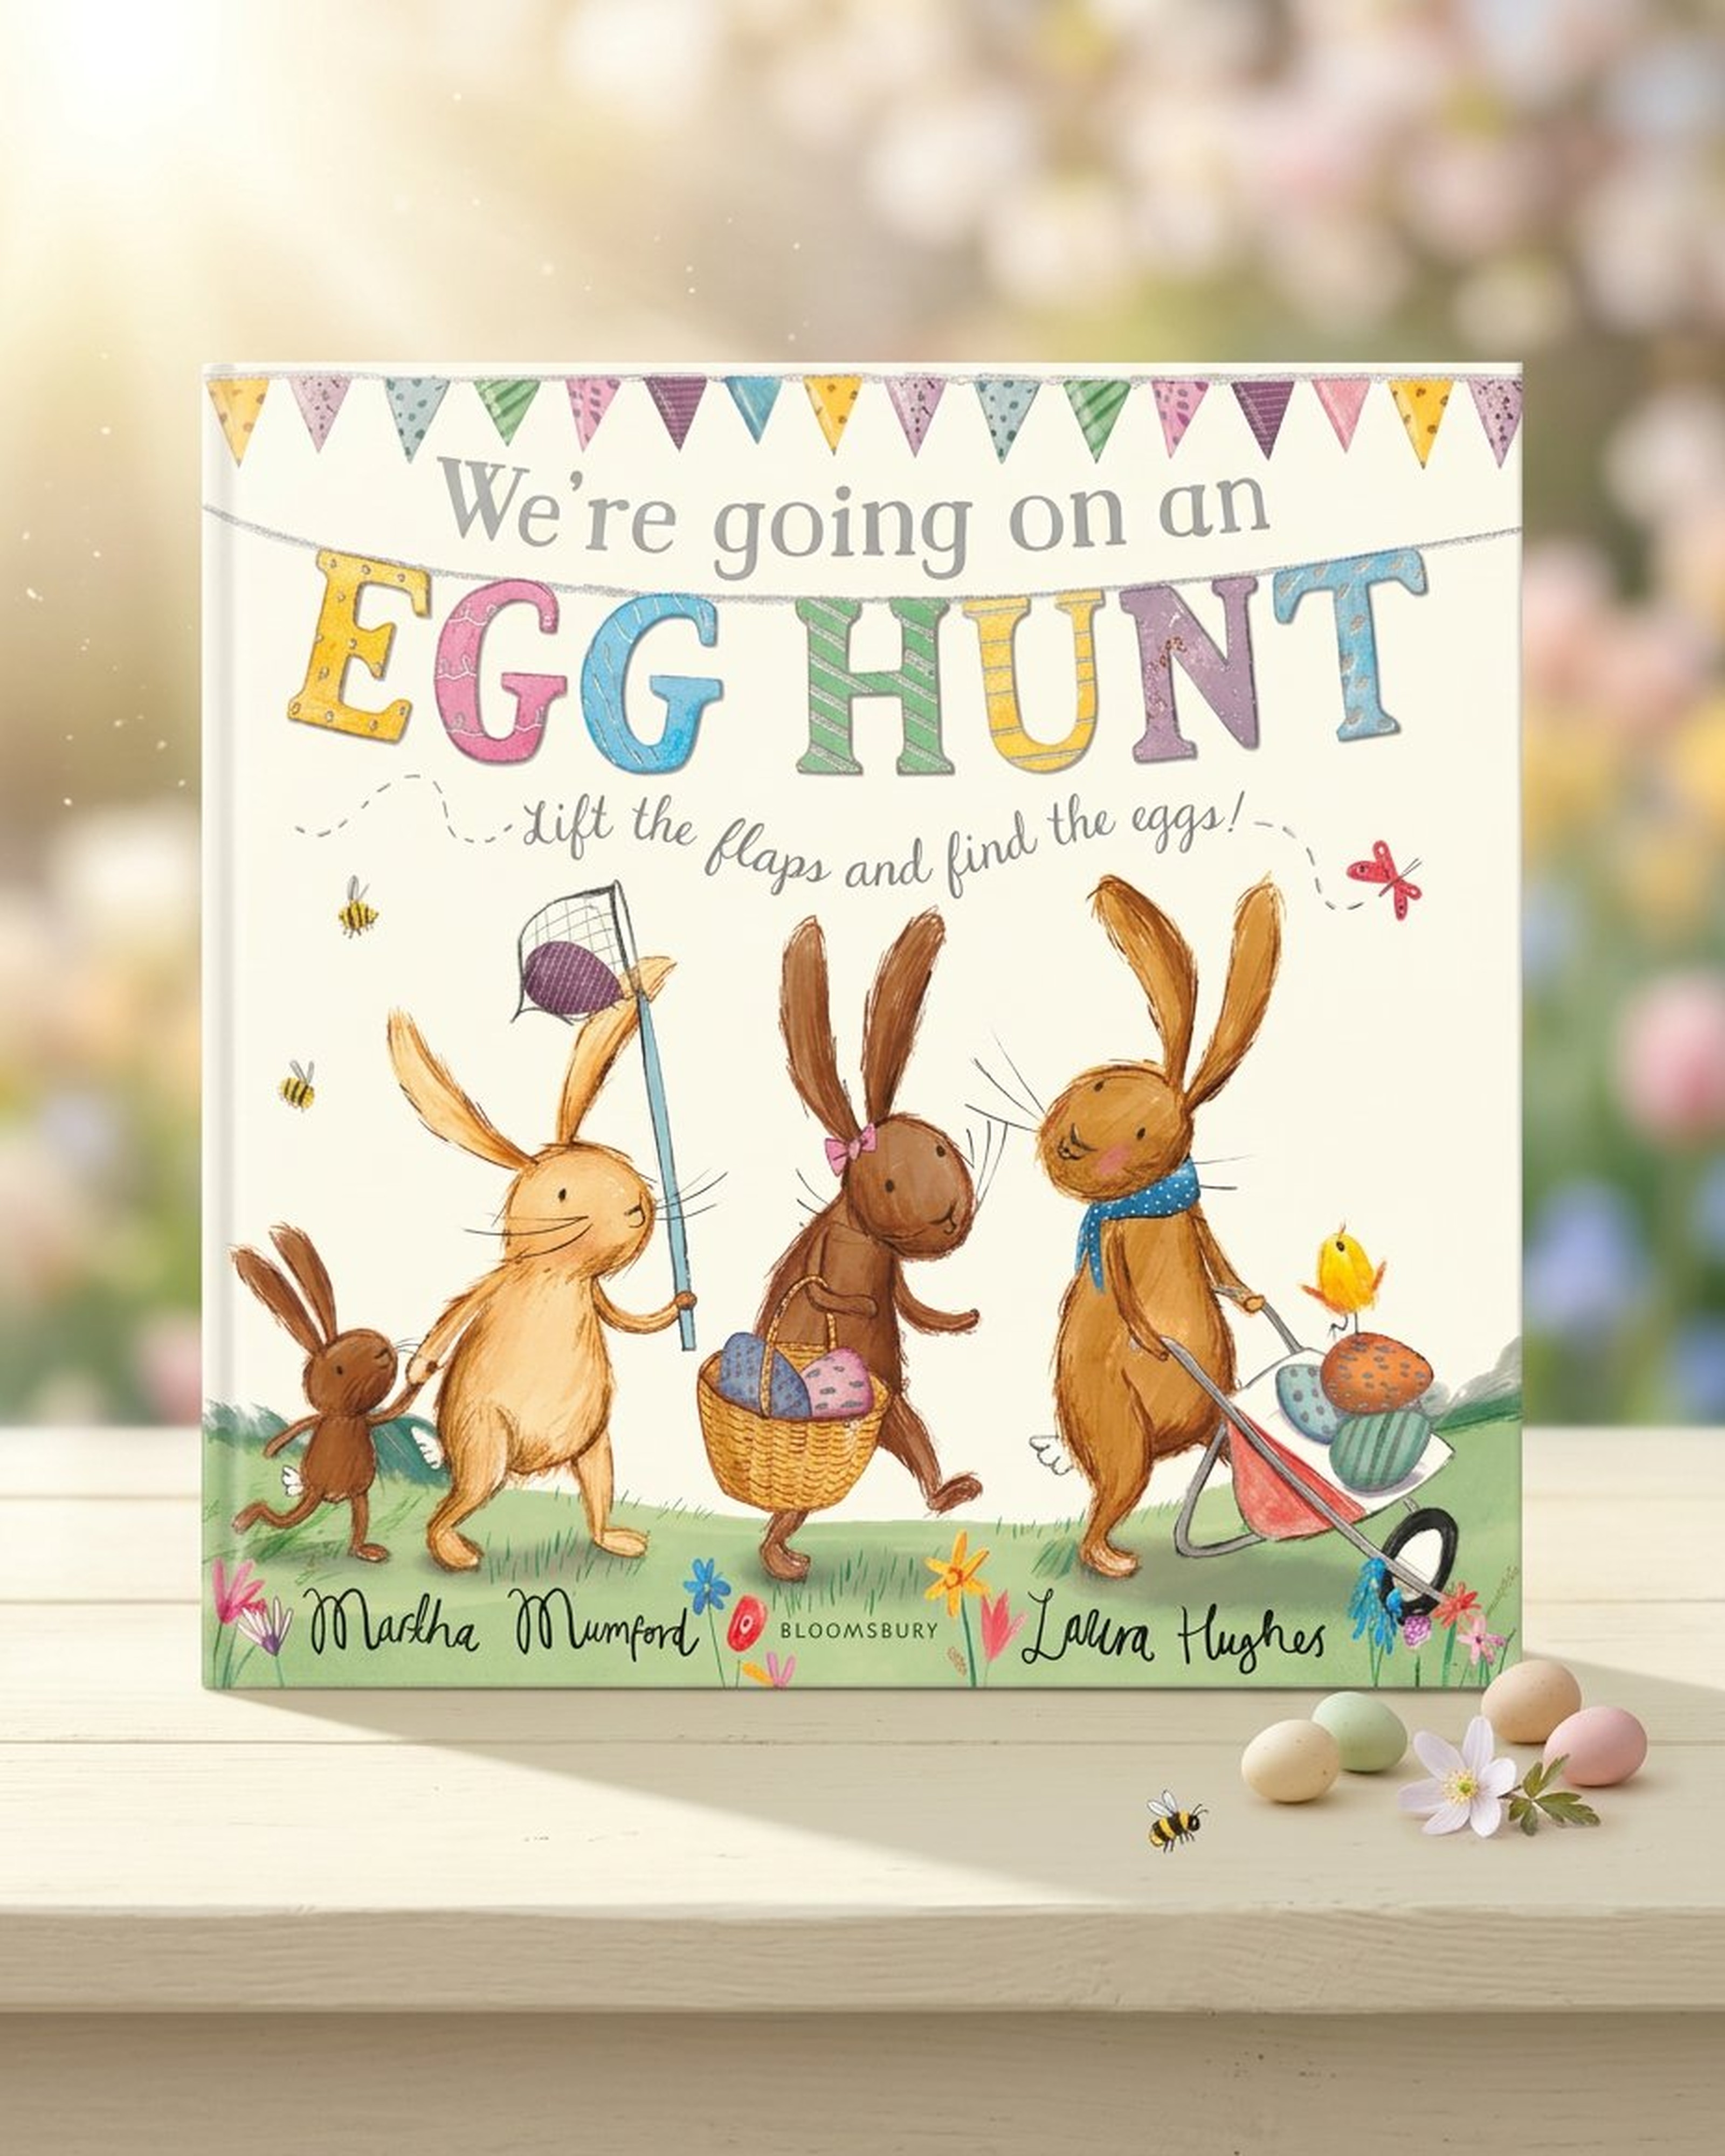 We're going on an
EGG HUNT
Lift the flaps and find the eggs!
Martha Mumford
BLOOMSBURY
Laura Hughes